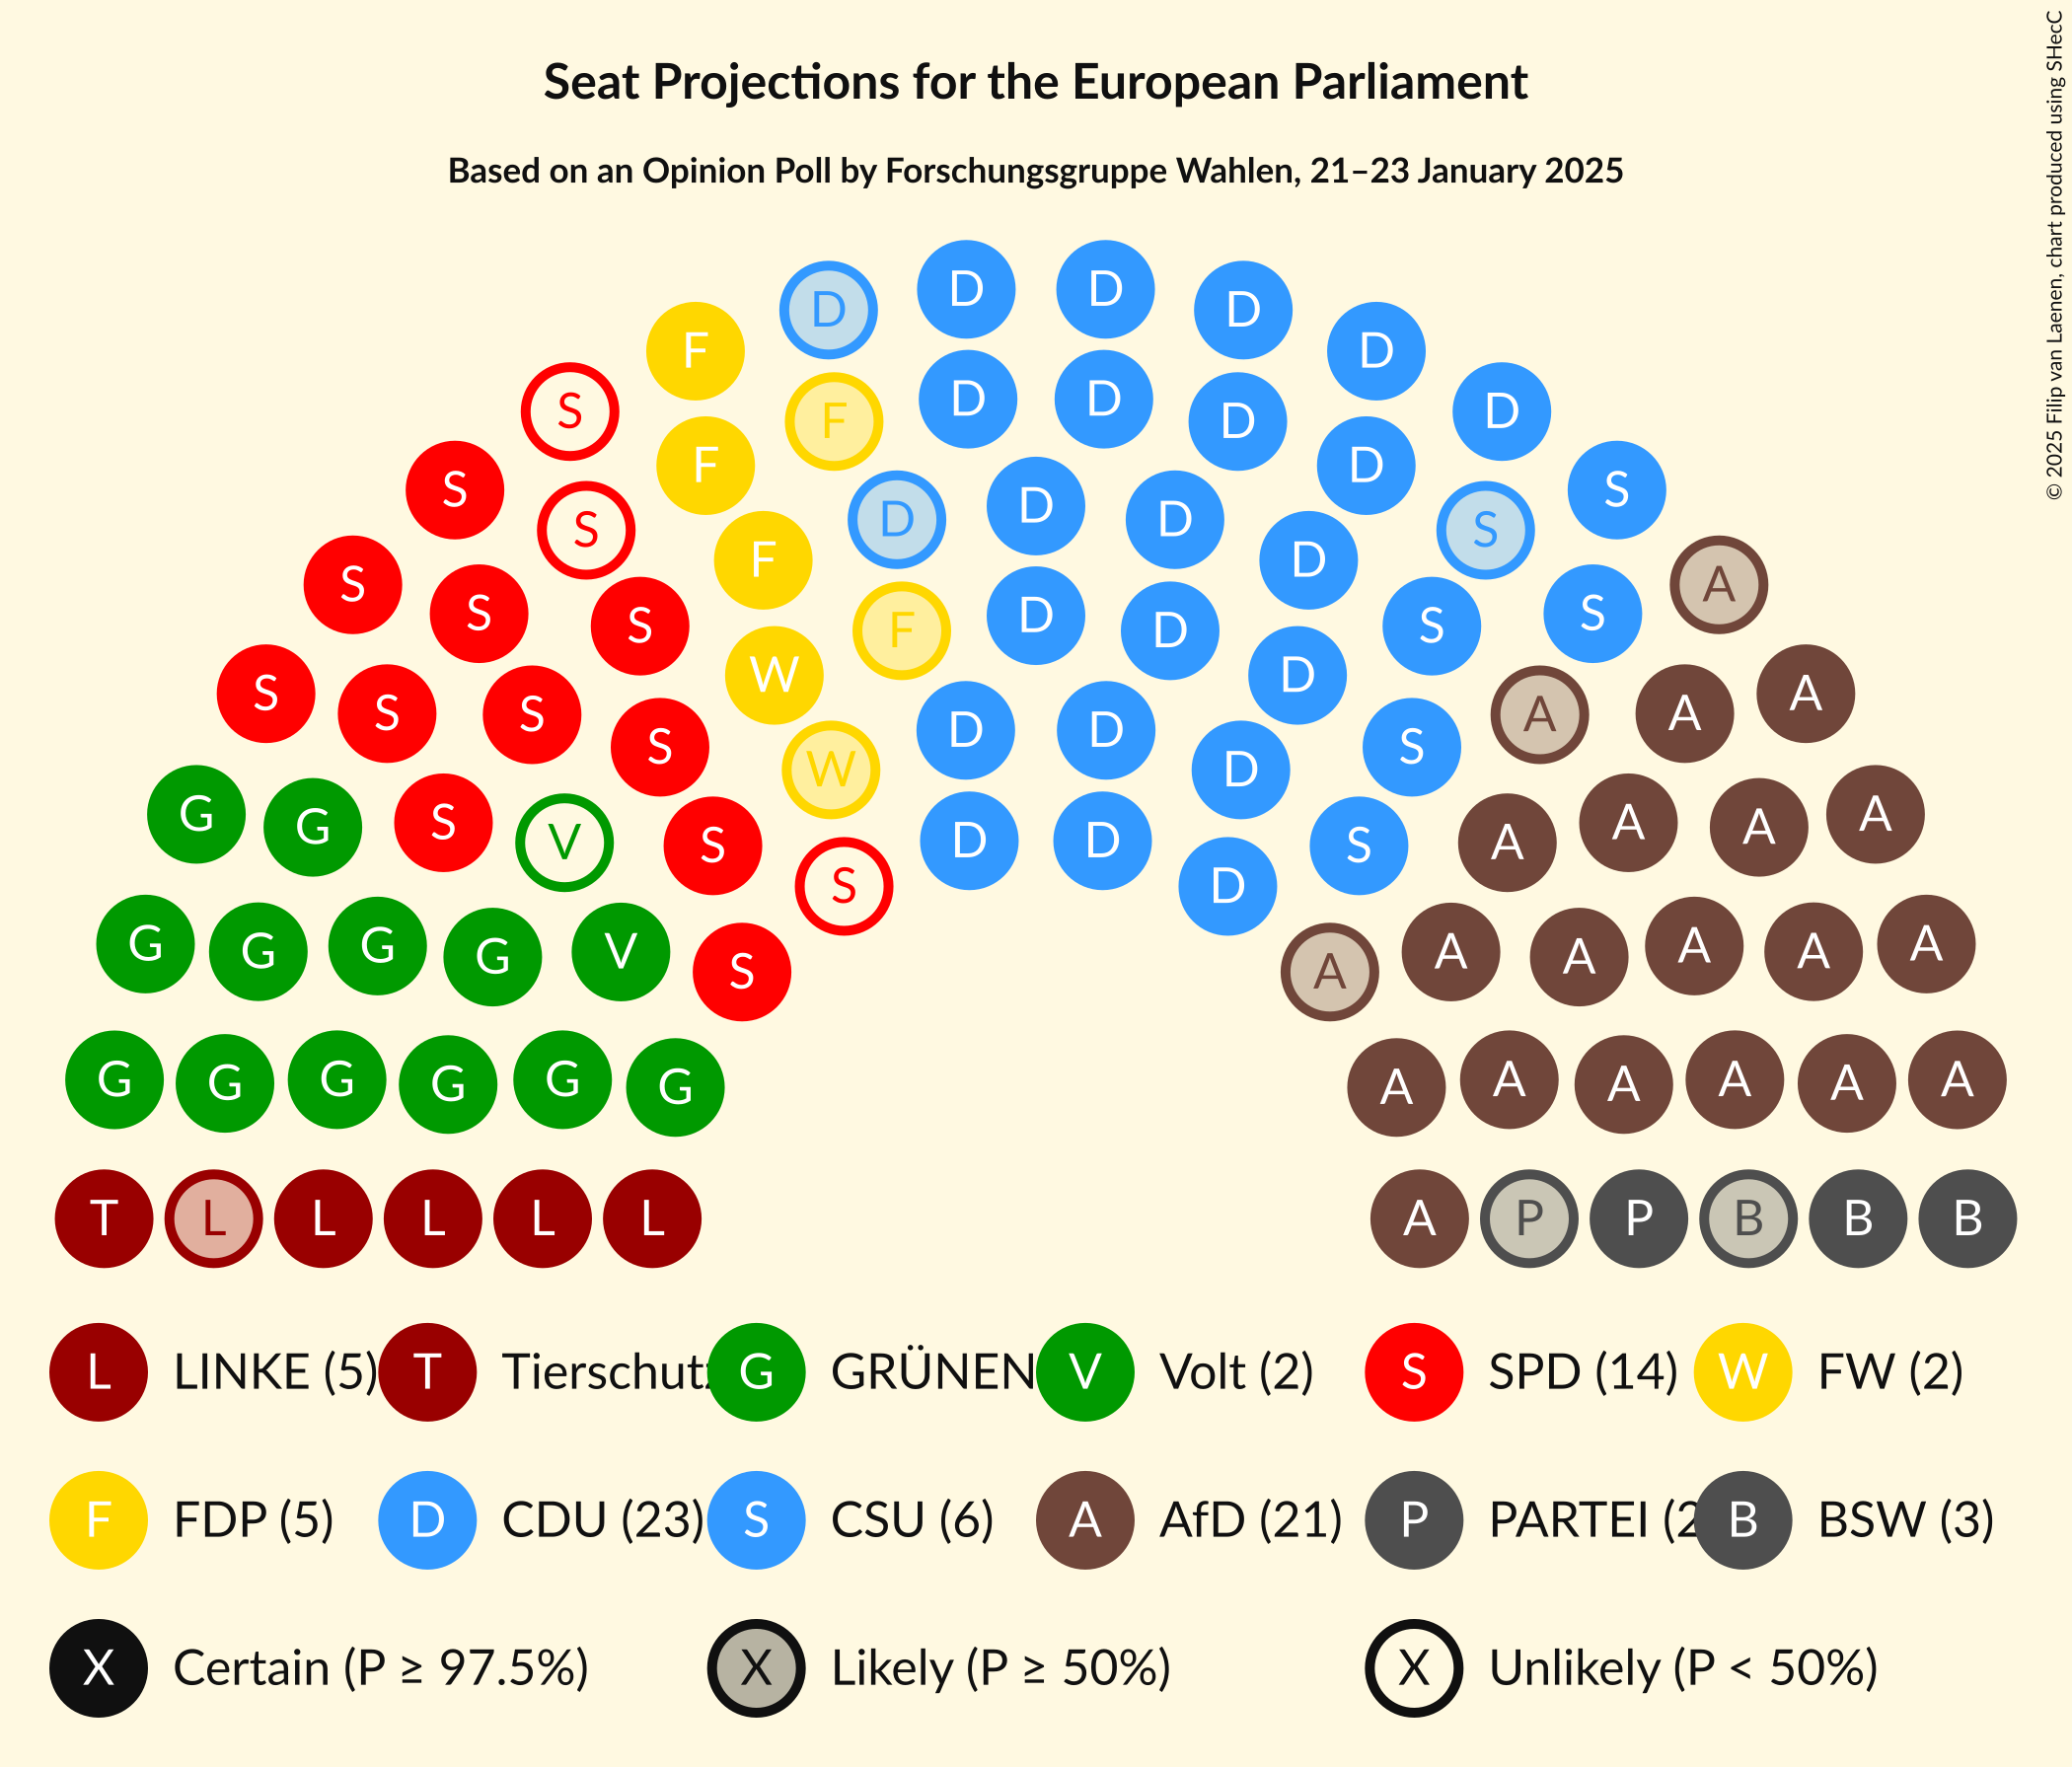 Seat Projections for the European Parliament
Based on an Opinion Poll by Forschungsgruppe Wahlen, 21–23 January 2025
© 2025 Filip van Laenen, chart produced using SHecC
D D
D D
F D
D D
S D
F D
F D
S S
D
D D
S S
F D
S A
S D S
S F D S
W D
S A
S S A A
D D
S S
W D
G A
G S A A
V D D A
S S
S D
G G G G V A A A A A
S A
G G G G G G A A A A A A
T L L L L L A P P B B B
L LINKE (5) T Tierschutz G GRÜNEN V Volt (2) S SPD (14) W FW (2)
F FDP (5) D CDU (23) S CSU (6) A AfD (21) P PARTEI (2 B BSW (3)
X Certain (P ≥ 97.5%) X Likely (P ≥ 50%) X Unlikely (P < 50%)